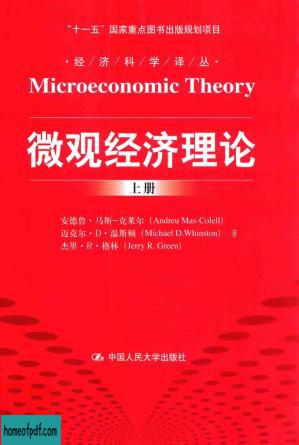 "十一五"国家重点图书出版规划项目
·经·济·科·学·译·丛·
Microeconomic Theory
微观经济理论
上册
安德鲁·马斯-克莱尔(Andreu Mas-Colell)
迈克尔·D·温斯顿(Michael D.Whinston) 著
杰里·R·格林(Jerry R.Green)
中国人民大学出版社
homeofpdf.com